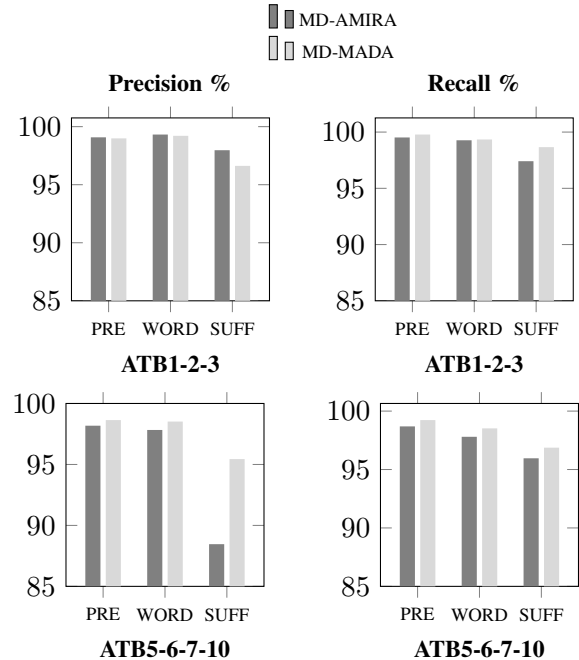 MD-AMIRA
MD-MADA
Precision %
100
95
90
85
PRE WORD SUFF
ATB1-2-3
Recall %
100
95
90
85
PRE WORD SUFF
ATB1-2-3
100
95
90
85
PRE WORD SUFF
ATB5-6-7-10
100
95
90
85
PRE WORD SUFF
ATB5-6-7-10